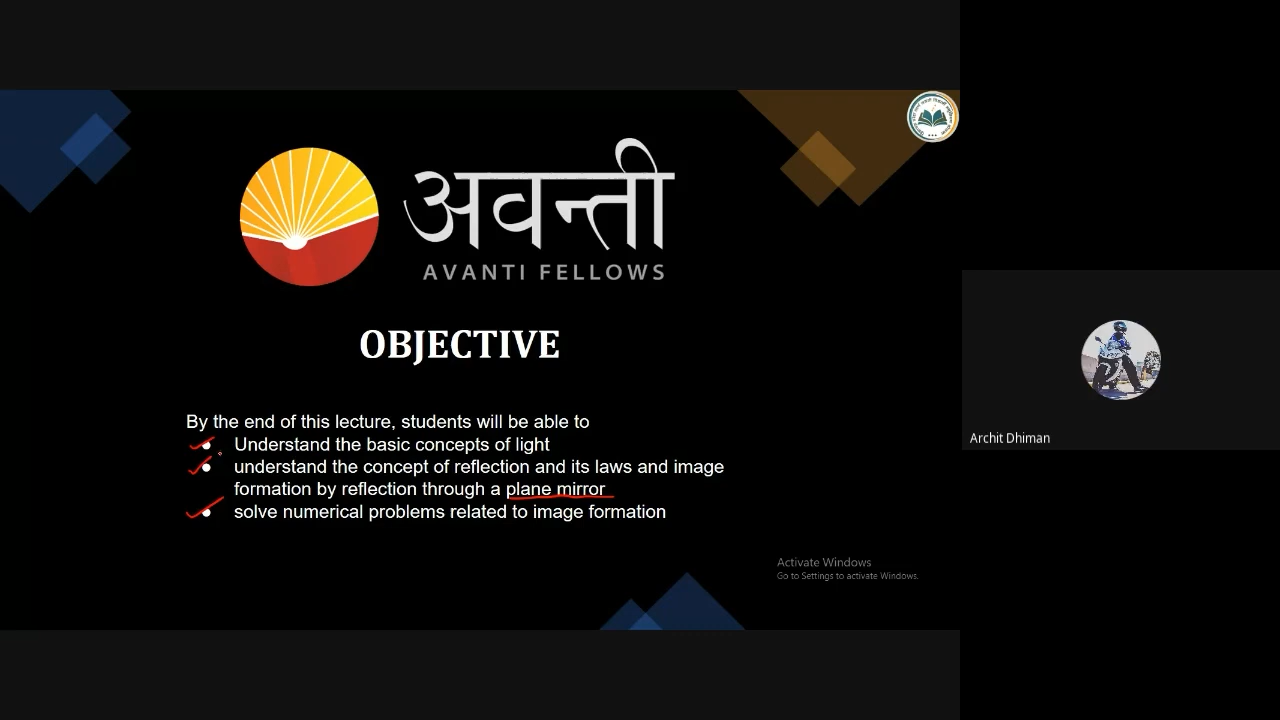 अवन्ती
AVANTI FELLOWS
OBJECTIVE
By the end of this lecture, students will be able to
Understand the basic concepts of light
understand the concept of reflection and its laws and image
formation by reflection through a plane mirror
solve numerical problems related to image formation
Activate Windows
Go to Settings to activate Windows.
Archit Dhiman